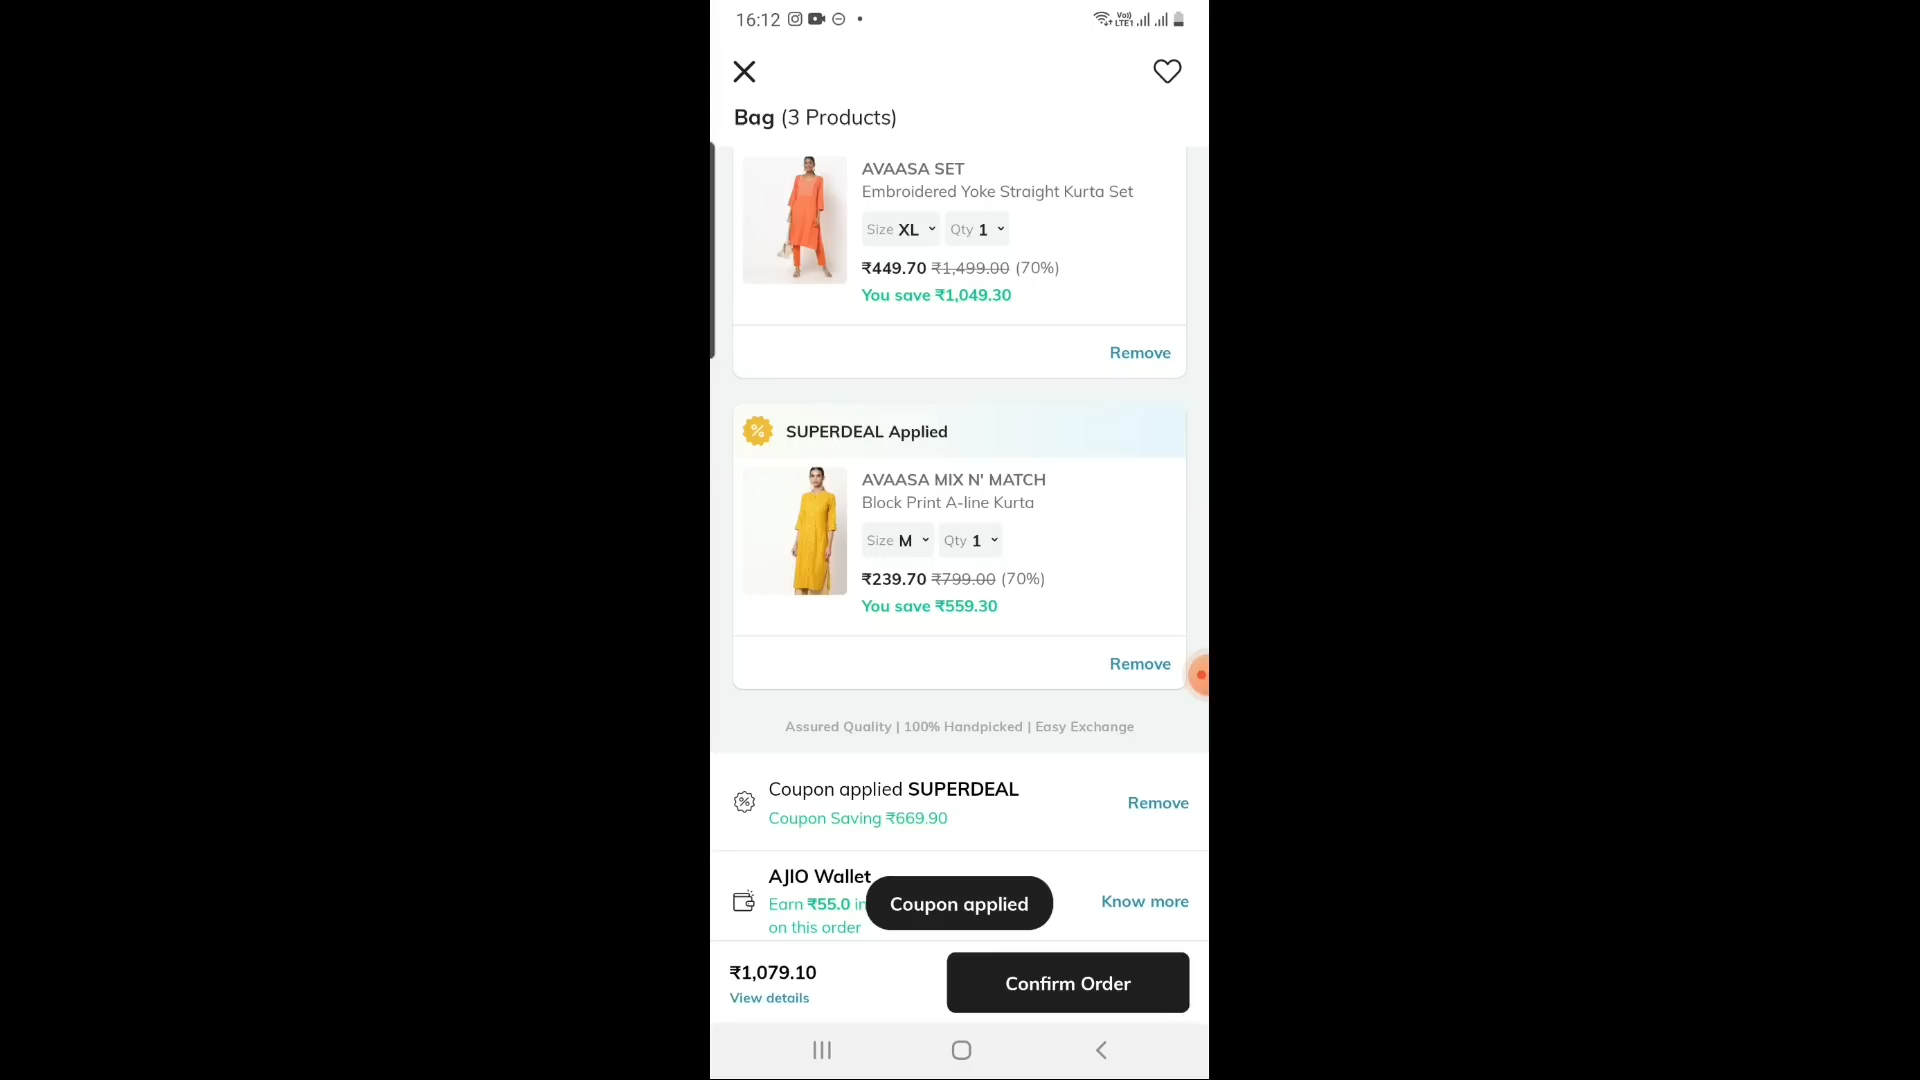 16:12
Vo))
LTE1
Bag (3 Products)
AVAASA SET
Embroidered Yoke Straight Kurta Set
Size XL Qty 1
₹449.70 ₹1,499.00 (70%)
You save ₹1,049.30
Remove
SUPERDEAL Applied
AVAASA MIX N' MATCH
Block Print A-line Kurta
Size M Qty 1
₹239.70 ₹799.00 (70%)
You save ₹559.30
Remove
Assured Quality | 100% Handpicked | Easy Exchange
Coupon applied SUPERDEAL
Coupon Saving ₹669.90
Remove
AJIO Wallet
Earn ₹55.0 in
on this order
Know more
Coupon applied
₹1,079.10
View details
Confirm Order